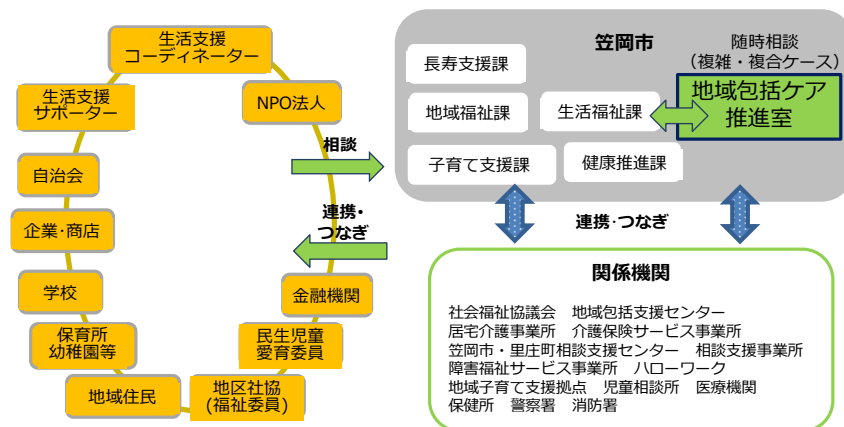 生活支援
コーディネーター
生活支援
サポーター
NPO法人
自治会
企業・商店
学校
金融機関
保育所
幼稚園等
民生児童
愛育委員
地域住民
地区社協
(福祉委員)
相談
連携・
つなぎ
笠岡市
随時相談
（複雑・複合ケース）
長寿支援課
地域包括ケア
推進室
地域福祉課
生活福祉課
子育て支援課
健康推進課
連携・つなぎ
関係機関
社会福祉協議会　地域包括支援センター
居宅介護事業所　介護保険サービス事業所
笠岡市・里庄町相談支援センター　相談支援事業所
障害福祉サービス事業所　ハローワーク
地域子育て支援拠点　児童相談所　医療機関
保健所　警察署　消防署